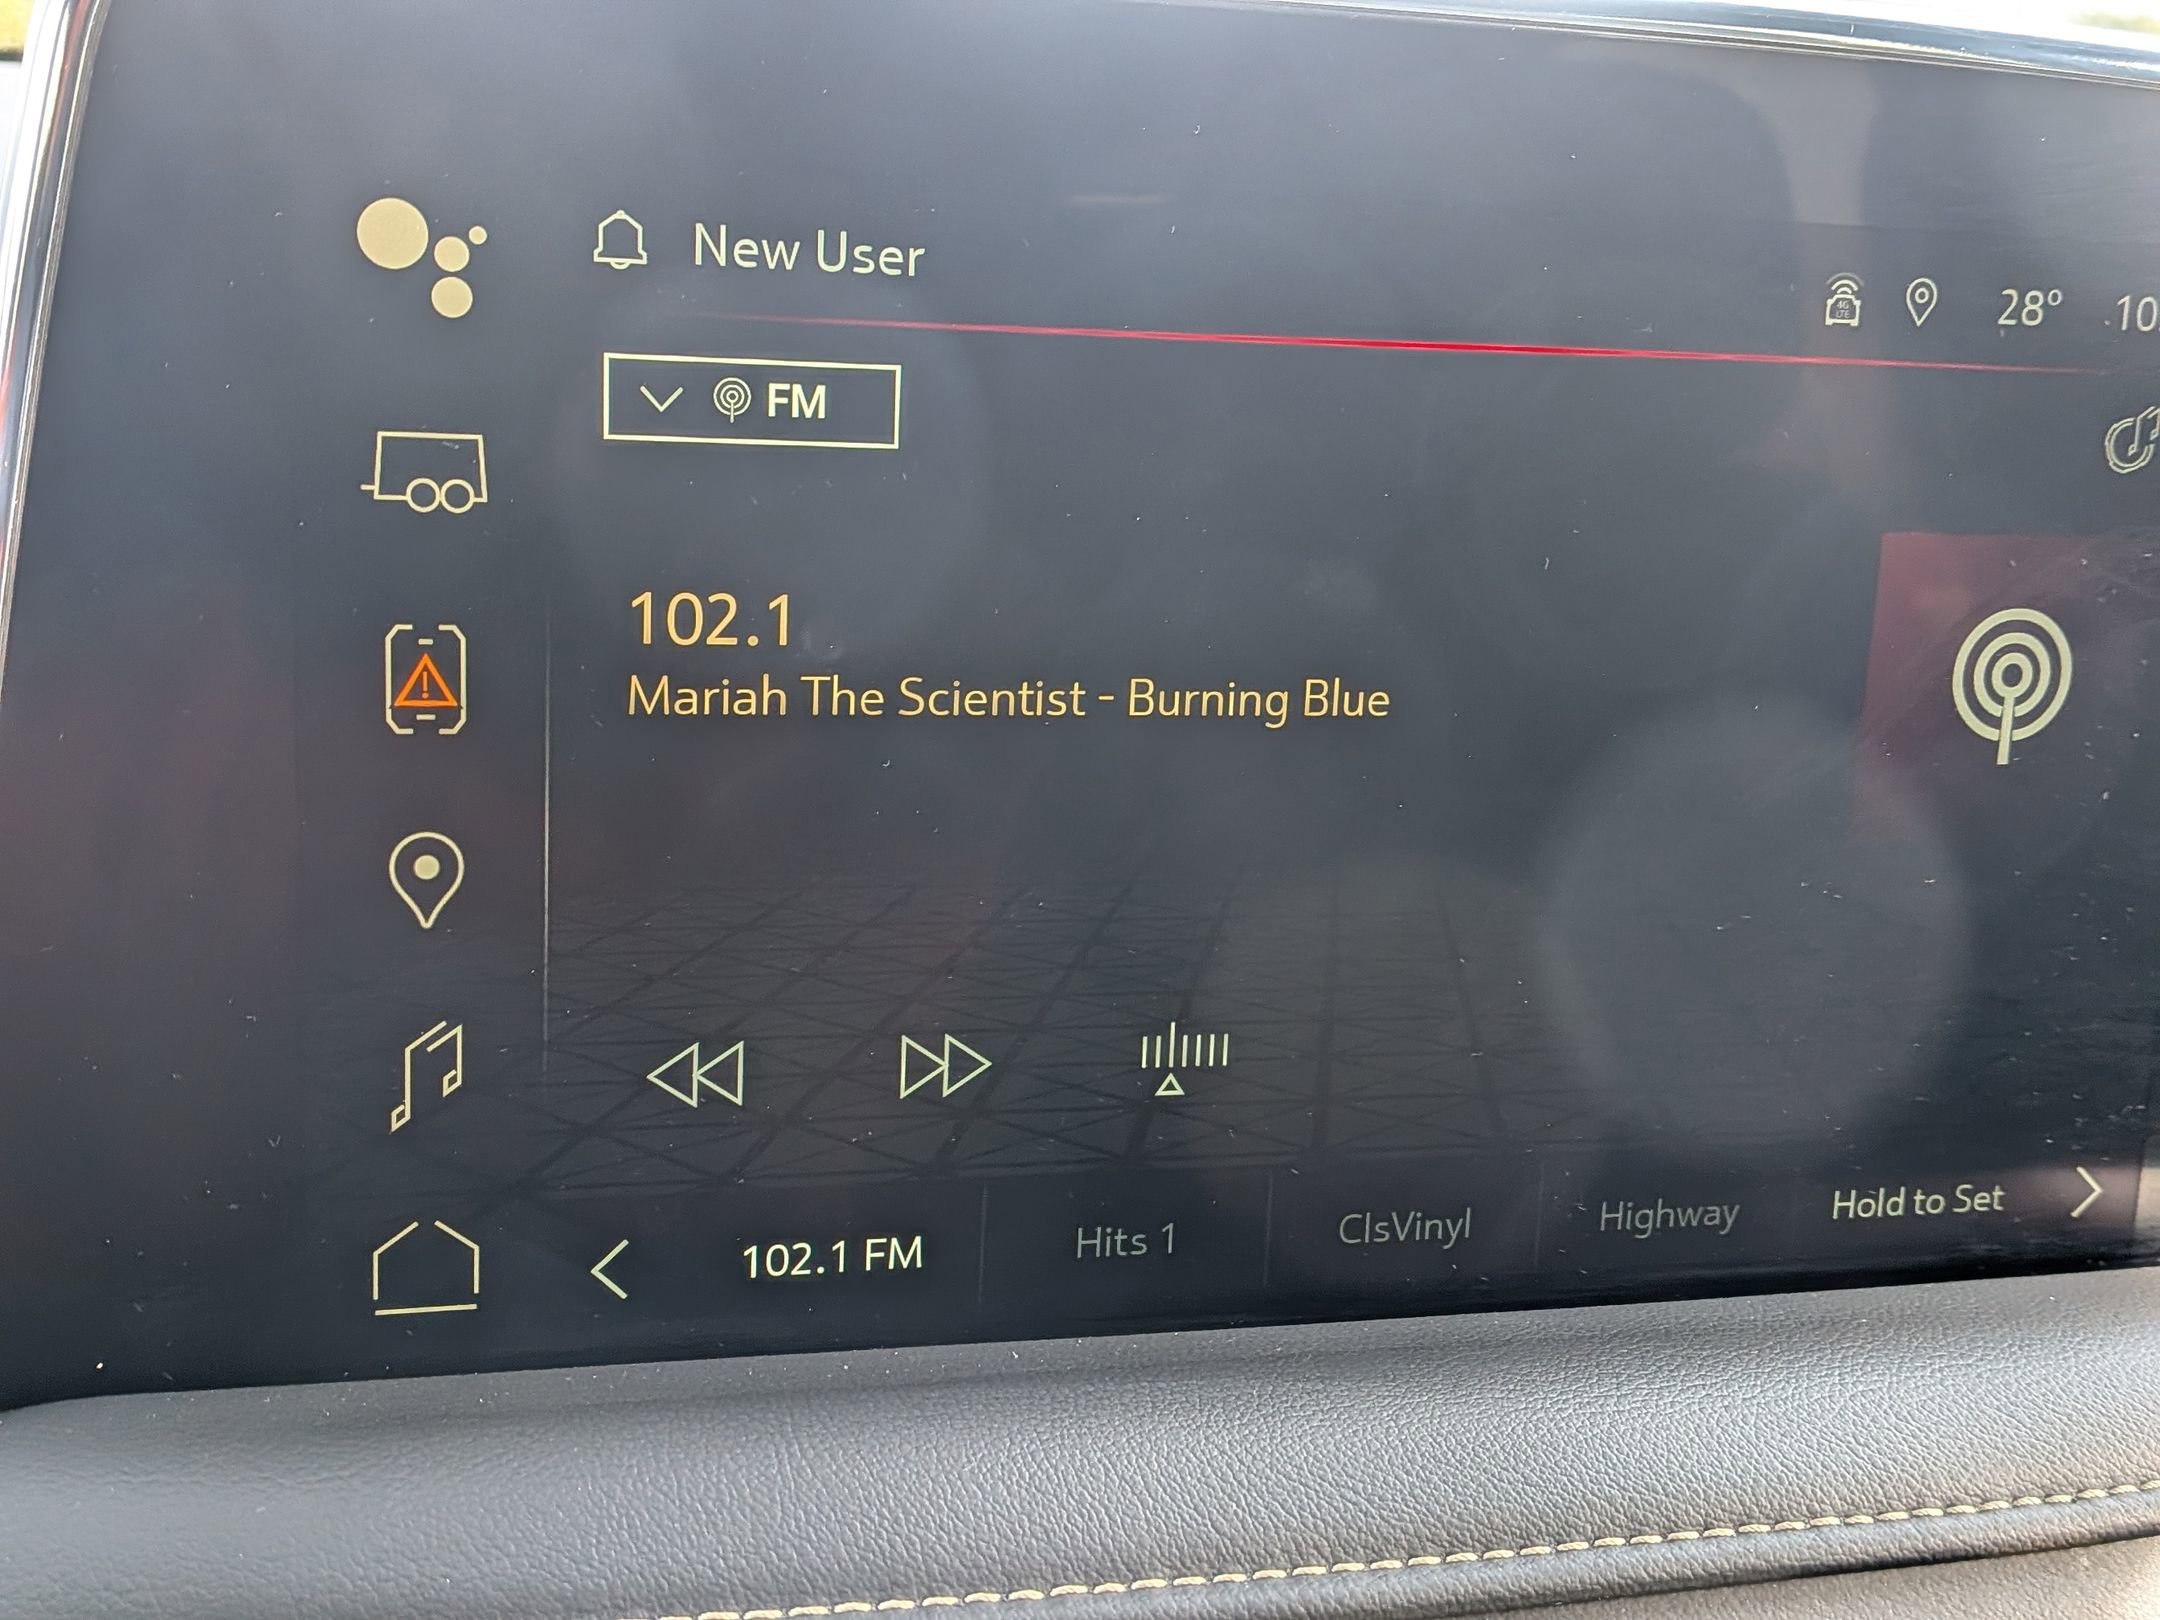 New User
28°
FM
102.1
Mariah The Scientist - Burning Blue
102.1 FM
Hits 1
ClsVinyl
Highway
Hold to Set